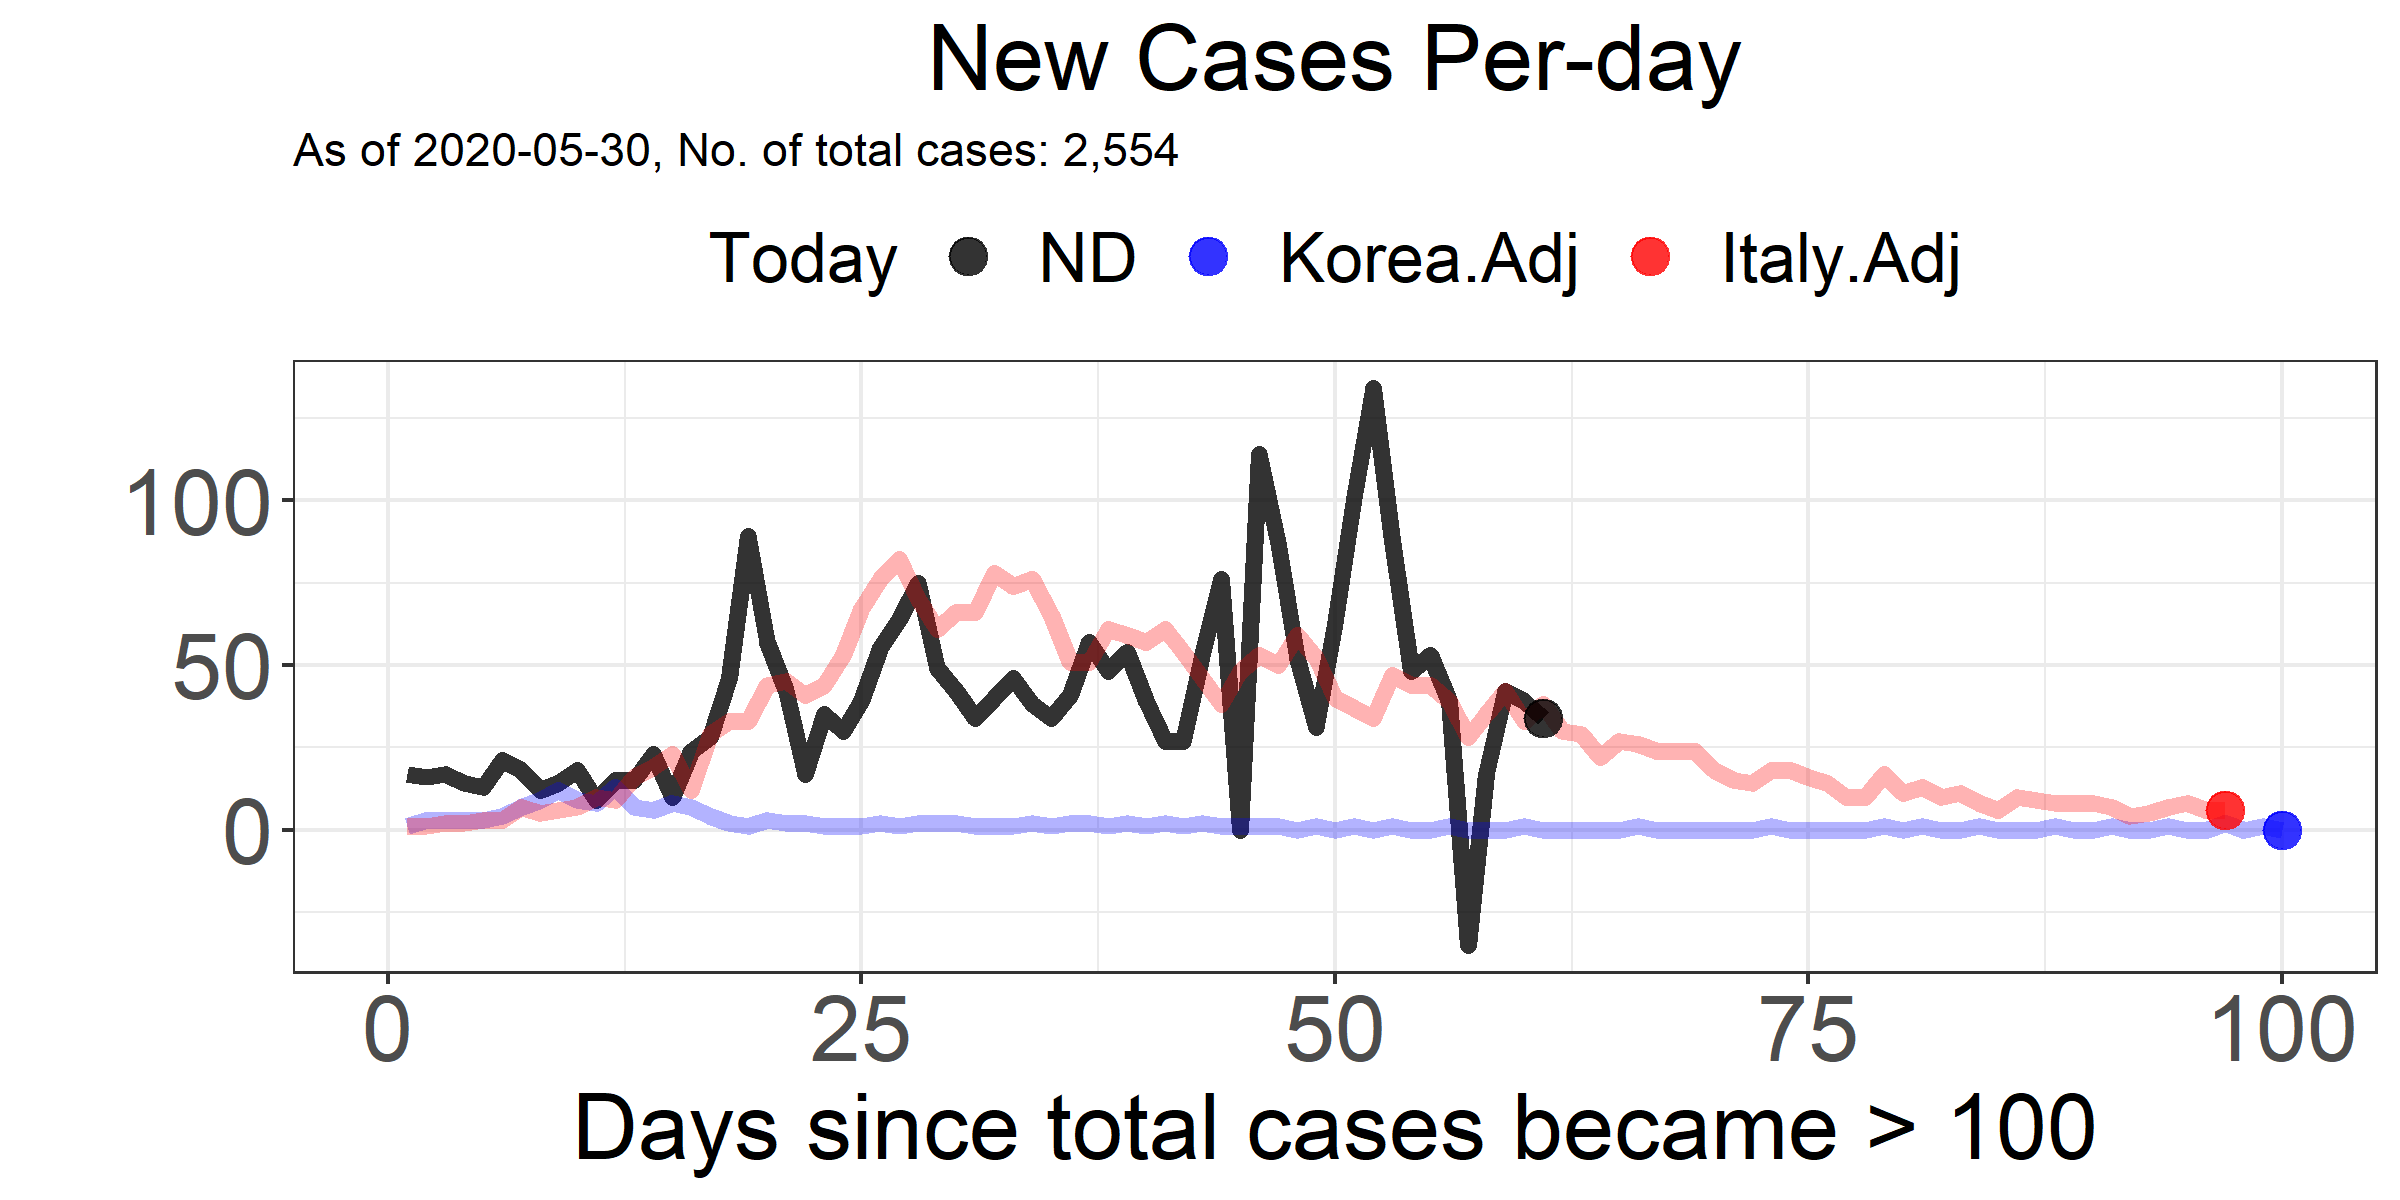 New Cases Per-day
As of 2020-05-30, No. of total cases: 2,554
Today ND Korea.Adj Italy.Adj
100
50
0
0 25 50 75 100
Days since total cases became > 100